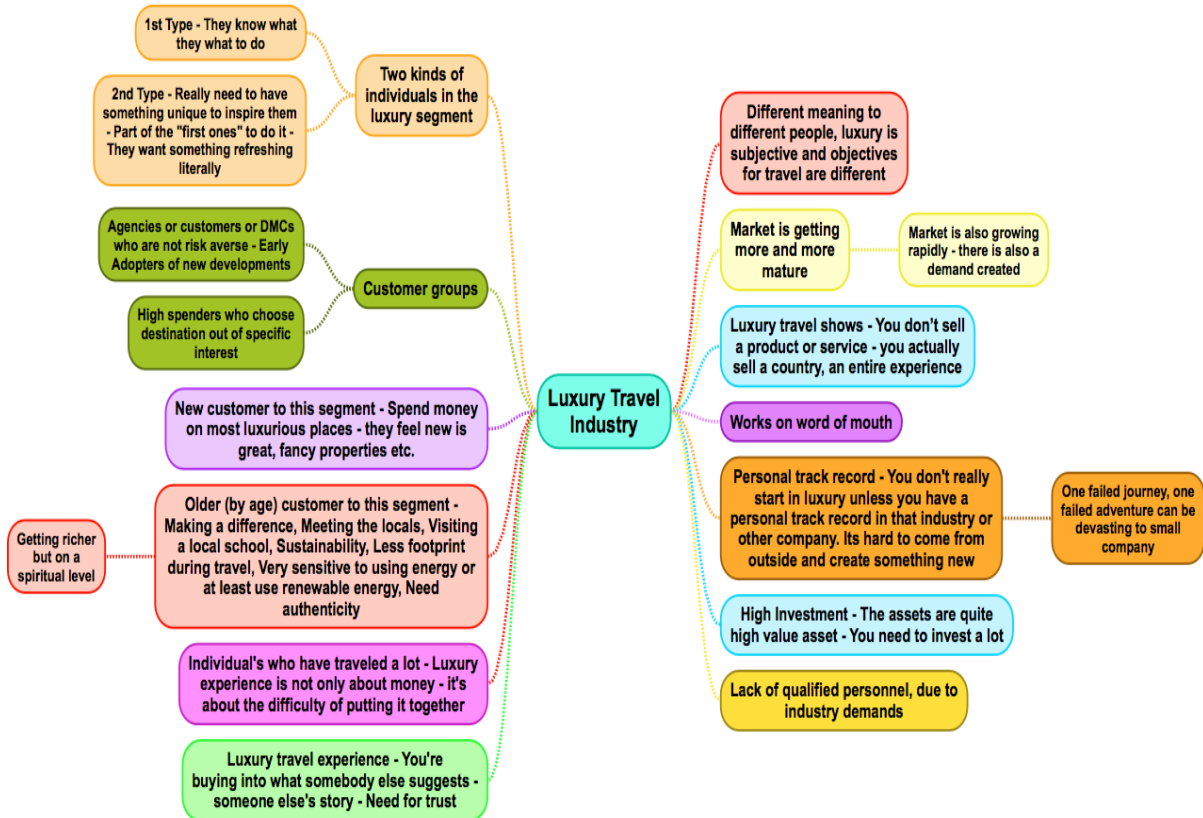 1st Type - They know what
they what to do
2nd Type - Really need to have
something unique to inspire them
- Part of the "first ones" to do it -
They want something refreshing
literally
Two kinds of
individuals in the
luxury segment
Agencies or customers or DMCs
who are not risk averse - Early
Adopters of new developments
High spenders who choose
destination out of specific
interest
Customer groups
New customer to this segment - Spend money
on most luxurious places - they feel new is
great, fancy properties etc.
Getting richer
but on a
spiritual level
Older (by age) customer to this segment -
Making a difference, Meeting the locals, Visiting
a local school, Sustainability, Less footprint
during travel, Very sensitive to using energy or
at least use renewable energy, Need
authenticity
Individual's who have traveled a lot - Luxury
experience is not only about money - it's
about the difficulty of putting it together
Luxury travel experience - You're
buying into what somebody else suggests -
someone else's story - Need for trust
Luxury Travel
Industry
Different meaning to
different people, luxury is
subjective and objectives
for travel are different
Market is getting
more and more
mature
Market is also growing
rapidly - there is also a
demand created
Luxury travel shows - You don't sell
a product or service - you actually
sell a country, an entire experience
Works on word of mouth
Personal track record - You don't really
start in luxury unless you have a
personal track record in that industry or
other company. Its hard to come from
outside and create something new
One failed journey, one
failed adventure can be
devasting to small
company
High Investment - The assets are quite
high value asset - You need to invest a lot
Lack of qualified personnel, due to
industry demands